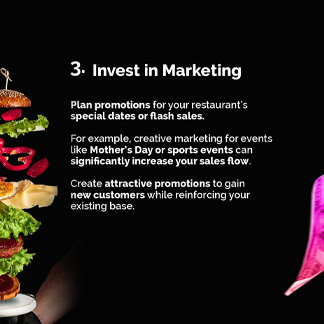 3. Invest in Marketing
Plan promotions for your restaurant's
special dates or flash sales.
For example, creative marketing for events
like Mother's Day or sports events can
significantly increase your sales flow.
Create attractive promotions to gain
new customers while reinforcing your
existing base.